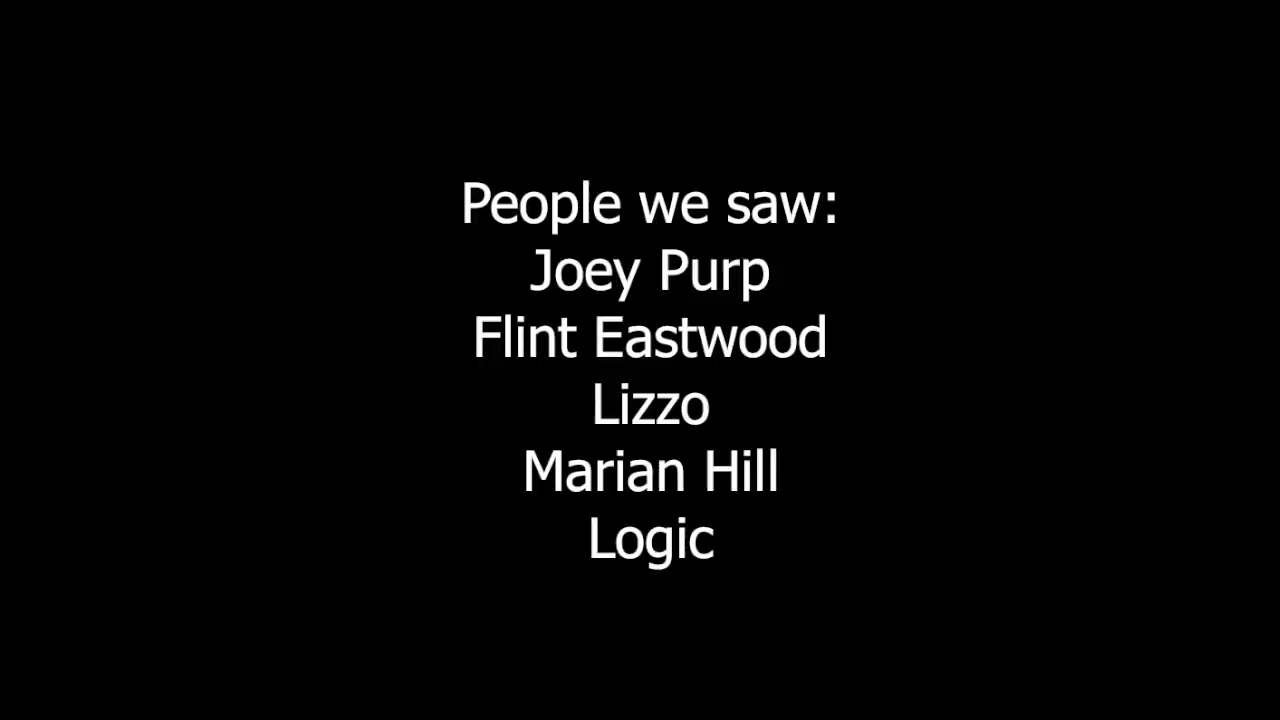 People we saw:
Joey Purp
Flint Eastwood
Lizzo
Marian Hill
Logic